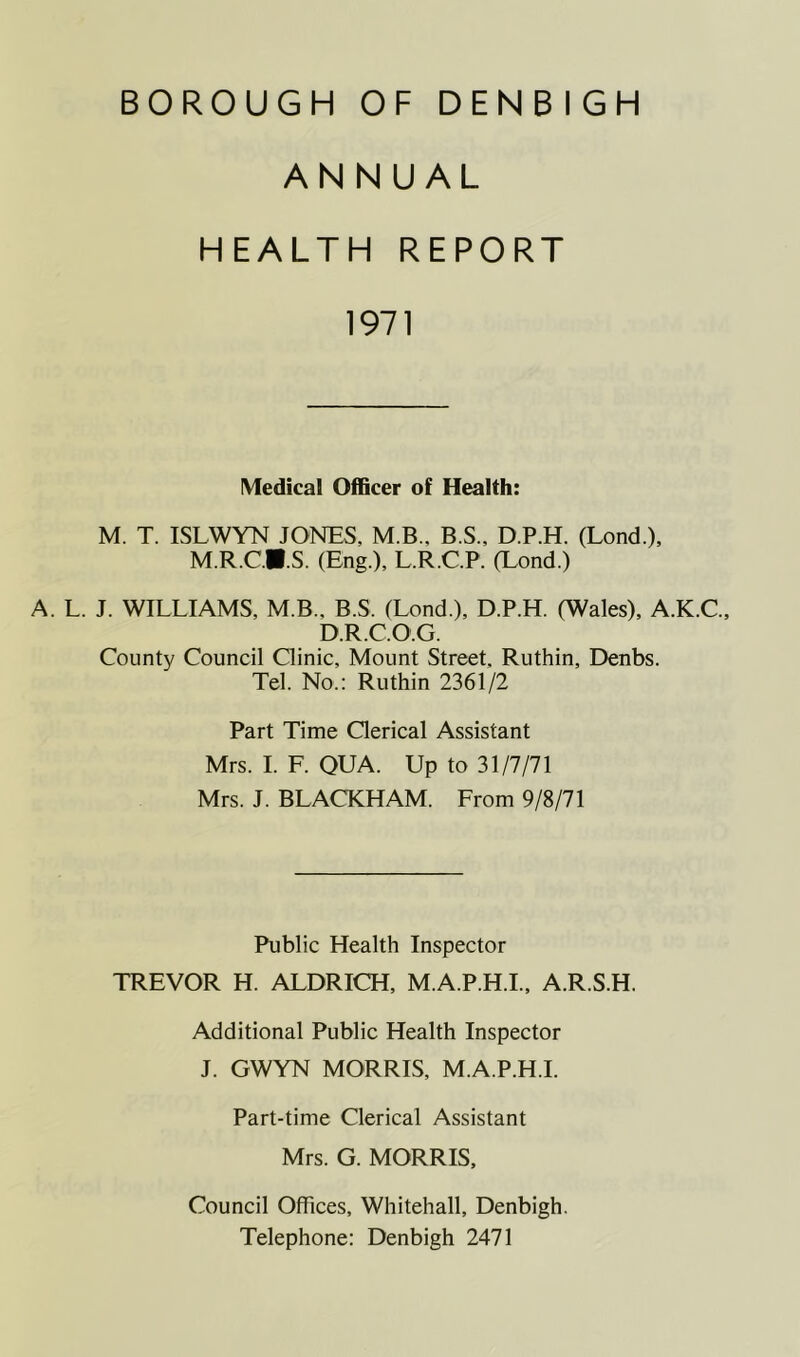 BOROUGH OF DENBIGH
ANNUAL
HEALTH REPORT
1971
Medical Officer of Health:
M. T. ISLWYN JONES, M.B., B.S., D.P.H. (Lond.),
M.R.C.■.S. (Eng.), L.R.C.P. (Lond.)
A. L. J. WILLIAMS, M.B., B.S. (Lond.), D.P.H. (Wales), A.K.C.,
D.R.C.O.G.
County Council Clinic, Mount Street, Ruthin, Denbs.
Tel. No.: Ruthin 2361/2
Part Time Clerical Assistant
Mrs. I. F. QUA. Up to 31/7/71
Mrs. J. BLACKHAM. From 9/8/71
Public Health Inspector
TREVOR H. ALDRICH, M.A.P.H.I., A.R.S.H.
Additional Public Health Inspector
J. GWYN MORRIS, M.A.P.H.I.
Part-time Clerical Assistant
Mrs. G. MORRIS,
Council Offices, Whitehall, Denbigh.
Telephone: Denbigh 2471